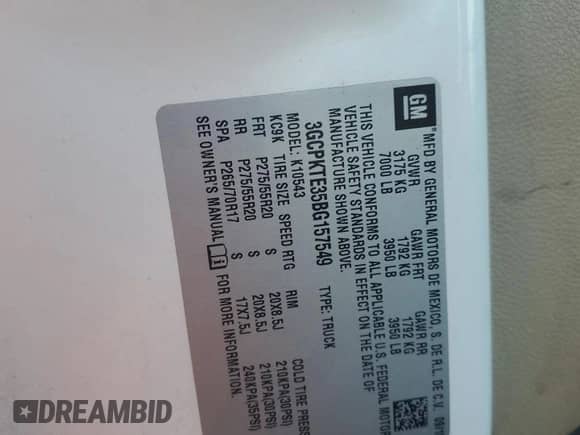 GM
®
MFD BY GENERAL MOTORS DE MEXICO, S. DE R.L. DE C.V.
GVWR GAWR FRT GAWR RR
3175 KG 1792 KG 1792 KG
7000 LB 3950 LB 3950 LB
THIS VEHICLE CONFORMS TO ALL APPLICABLE U.S. FEDERAL MOTOR
VEHICLE SAFETY STANDARDS IN EFFECT ON THE DATE OF
MANUFACTURE SHOWN ABOVE.
3GCPKTE35BG157549 TYPE: TRUCK
MODEL: K10543
KC9K TIRE SIZE SPEED RTG RIM COLD TIRE
FRT P275/55R20 S 20X8.5J 210KPA(30PSI)
RR P275/55R20 S 20X8.5J 210KPA(30PSI)
SPA P265/70R17 S 17X7.5J 240KPA(35PSI)
SEE OWNER'S MANUAL FOR MORE INFORMATION.
DREAMBID